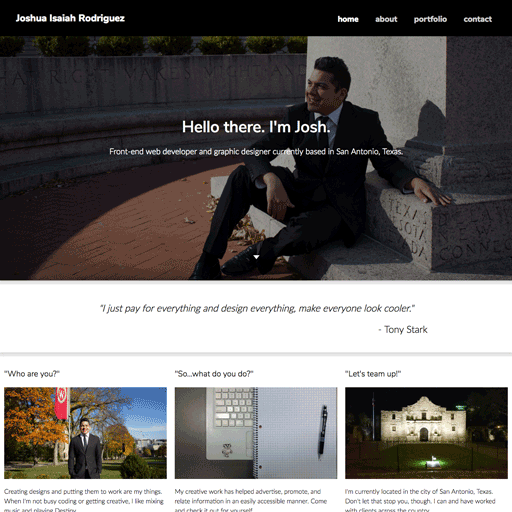 Joshua Isaiah Rodriguez
home about portfolio contact
Hello there. I'm Josh.
Front-end web developer and graphic designer currently based in San Antonio, Texas.
TEXAS
"I just pay for everything and design everything, make everyone look cooler."
- Tony Stark
"Who are you?"
"So...what do you do?"
"Let's team up!"
Creating designs and putting them to work are my things.
When I'm not busy coding or getting creative, I like mixing
music and playing Destiny.
My creative work has helped advertise, promote, and
relate information in an easily accessible manner. Come
and check it out for yourself.
I'm currently located in the city of San Antonio, Texas.
Don't let that stop you, though. I can and have worked
with clients across the country.